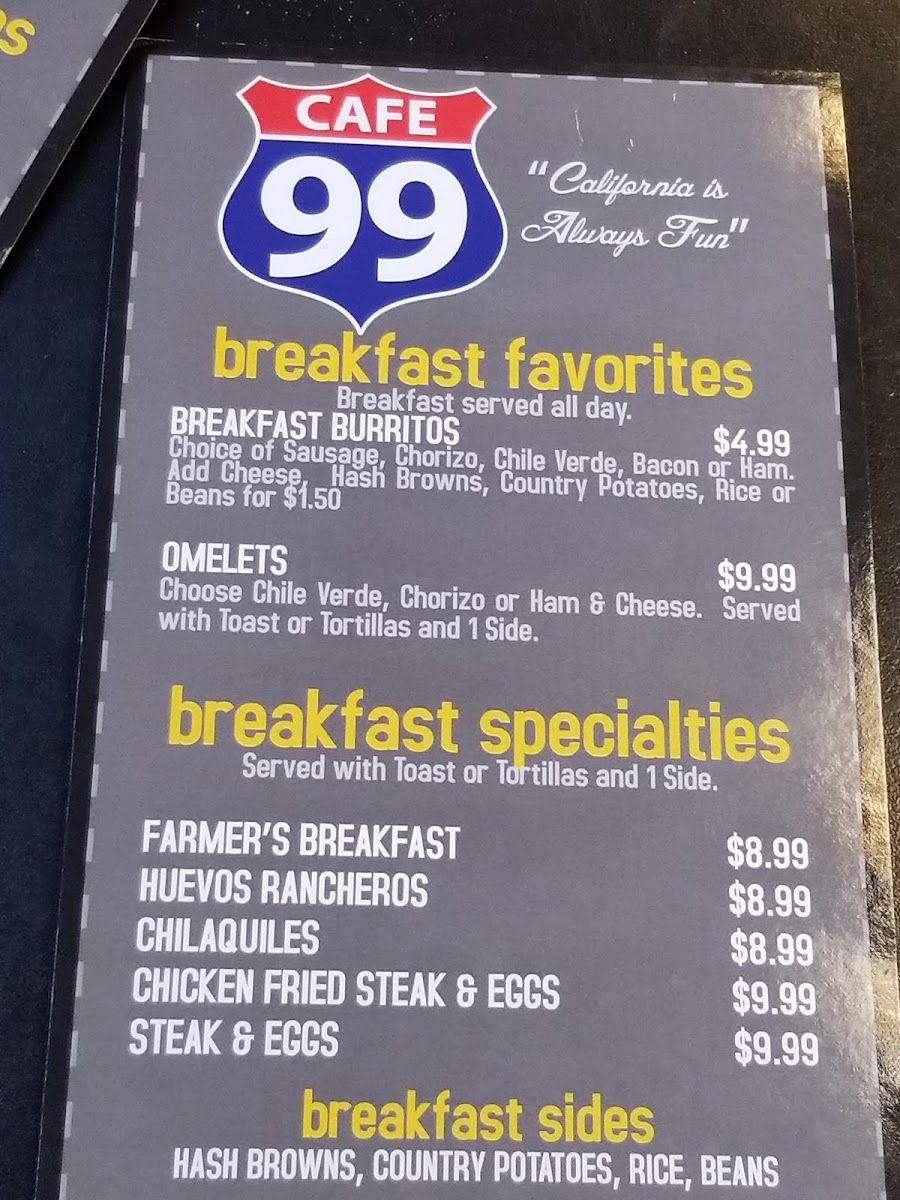 es
CAFE
99
"California is
Always Fun"
breakfast favorites
Breakfast served all day.
BREAKFAST BURRITOS $4.99
Choice of Sausage, Chorizo, Chile Verde, Bacon or Ham.
Add Cheese, Hash Browns, Country Potatoes, Rice or
Beans for $1.50
OMELETS $9.99
Choose Chile Verde, Chorizo or Ham & Cheese. Served
with Toast or Tortillas and 1 Side.
breakfast specialties
Served with Toast or Tortillas and 1 Side.
FARMER'S BREAKFAST $8.99
HUEVOS RANCHEROS $8.99
CHILAQUILES $8.99
CHICKEN FRIED STEAK & EGGS $9.99
STEAK & EGGS $9.99
breakfast sides
HASH BROWNS, COUNTRY POTATOES, RICE, BEANS